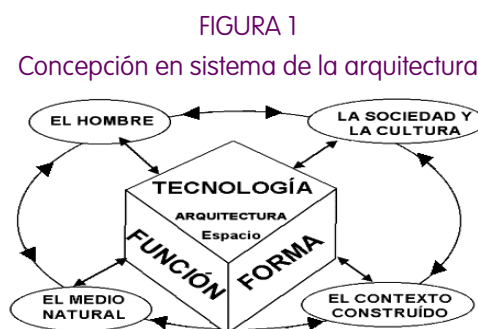 FIGURA 1
Concepción en sistema de la arquitectura
EL HOMBRE
LA SOCIEDAD Y
LA CULTURA
TECNOLOGÍA
ARQUITECTURA
Espacio
FUNCIÓN
FORMA
EL MEDIO
NATURAL
EL CONTEXTO
CONSTRUÍDO